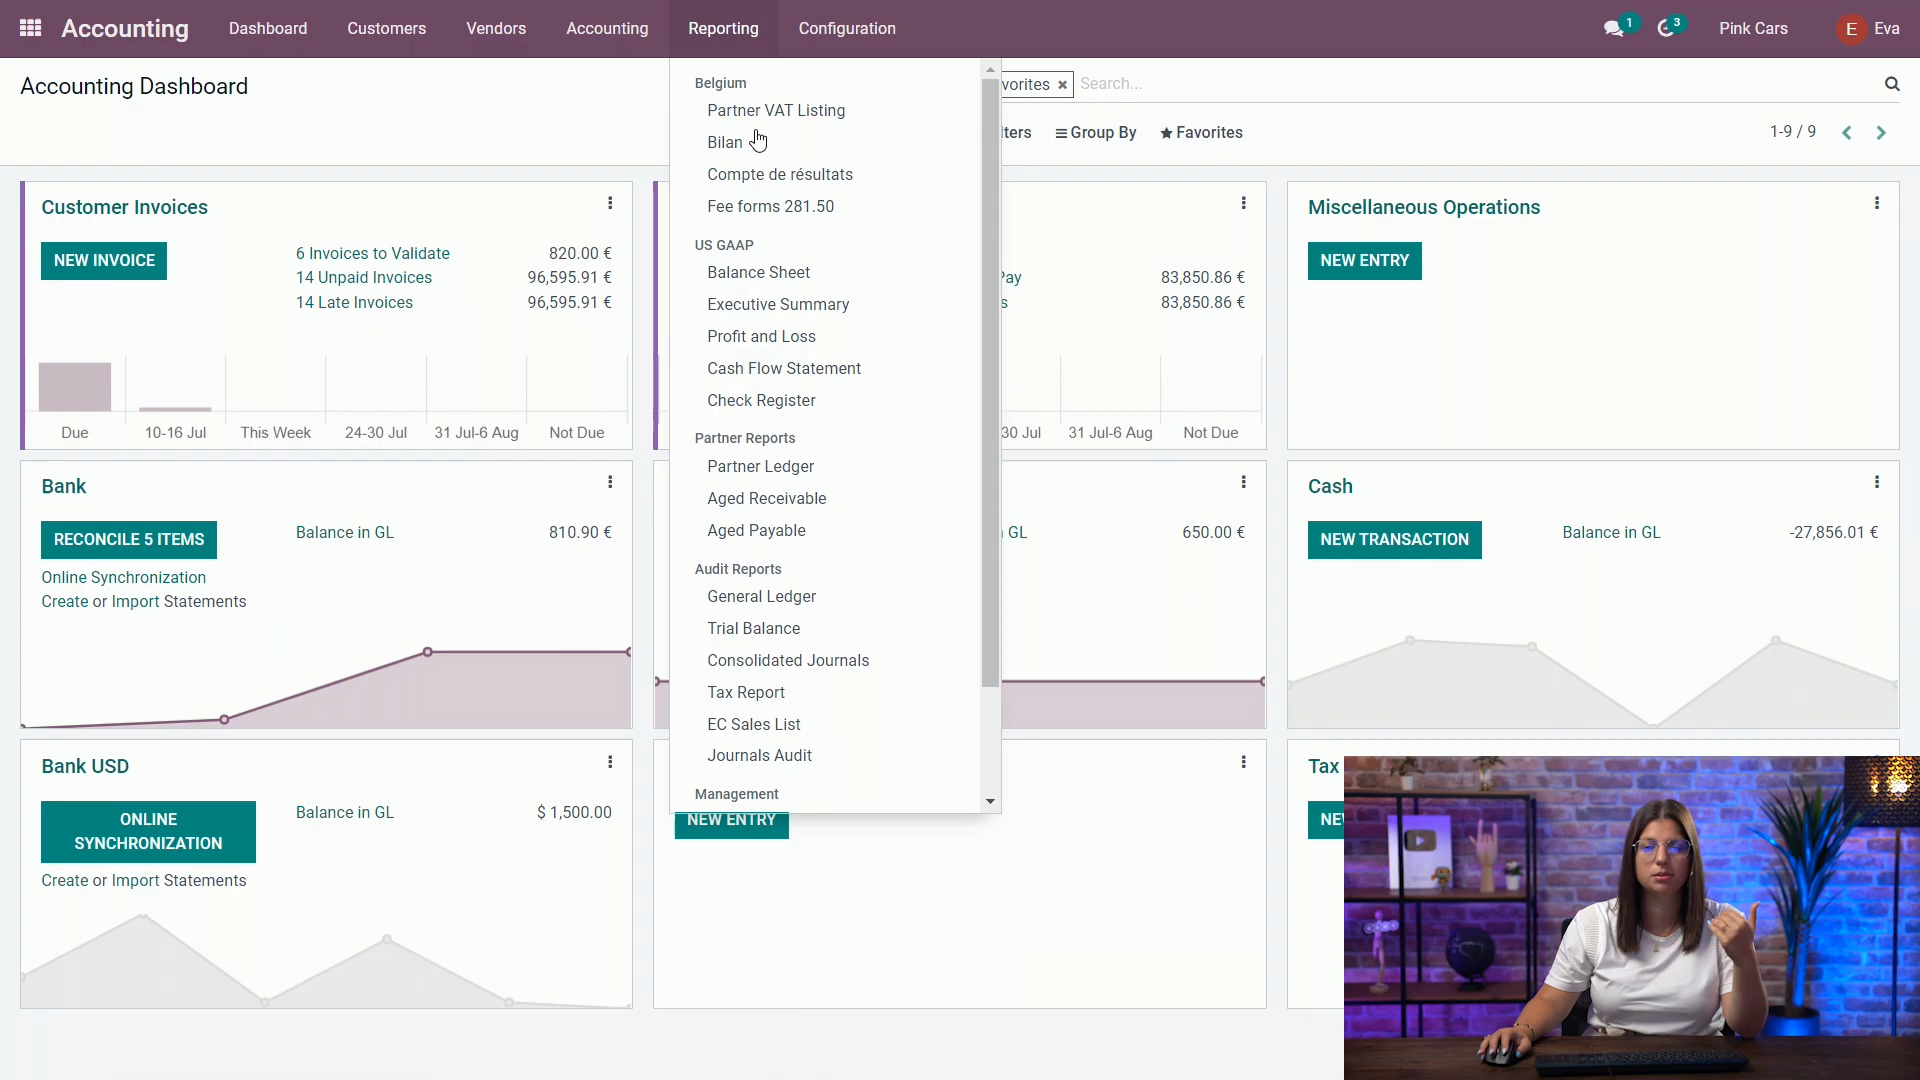 Accounting
Dashboard
Customers
Vendors
Accounting
Reporting
Configuration
1
3
Pink Cars
E
Eva
Accounting Dashboard
vorites ×
Search...
Group By
Favorites
1-9 / 9
Belgium
Partner VAT Listing
Bilan
Compte de résultats
Fee forms 281.50
US GAAP
Balance Sheet
Executive Summary
Profit and Loss
Cash Flow Statement
Check Register
Partner Reports
Partner Ledger
Aged Receivable
Aged Payable
Audit Reports
General Ledger
Trial Balance
Consolidated Journals
Tax Report
EC Sales List
Journals Audit
Management
Customer Invoices
NEW INVOICE
6 Invoices to Validate 820.00 €
14 Unpaid Invoices 96,595.91 €
14 Late Invoices 96,595.91 €
Due 10-16 Jul This Week 24-30 Jul 31 Jul-6 Aug Not Due
Pay 83,850.86 €
s 83,850.86 €
30 Jul 31 Jul-6 Aug Not Due
Miscellaneous Operations
NEW ENTRY
Bank
RECONCILE 5 ITEMS
Balance in GL 810.90 €
Online Synchronization
Create or Import Statements
GL 650.00 €
Cash
NEW TRANSACTION
Balance in GL -27,856.01 €
Bank USD
ONLINE
SYNCHRONIZATION
Balance in GL $ 1,500.00
Create or Import Statements
NEW ENTRY
Tax
NE